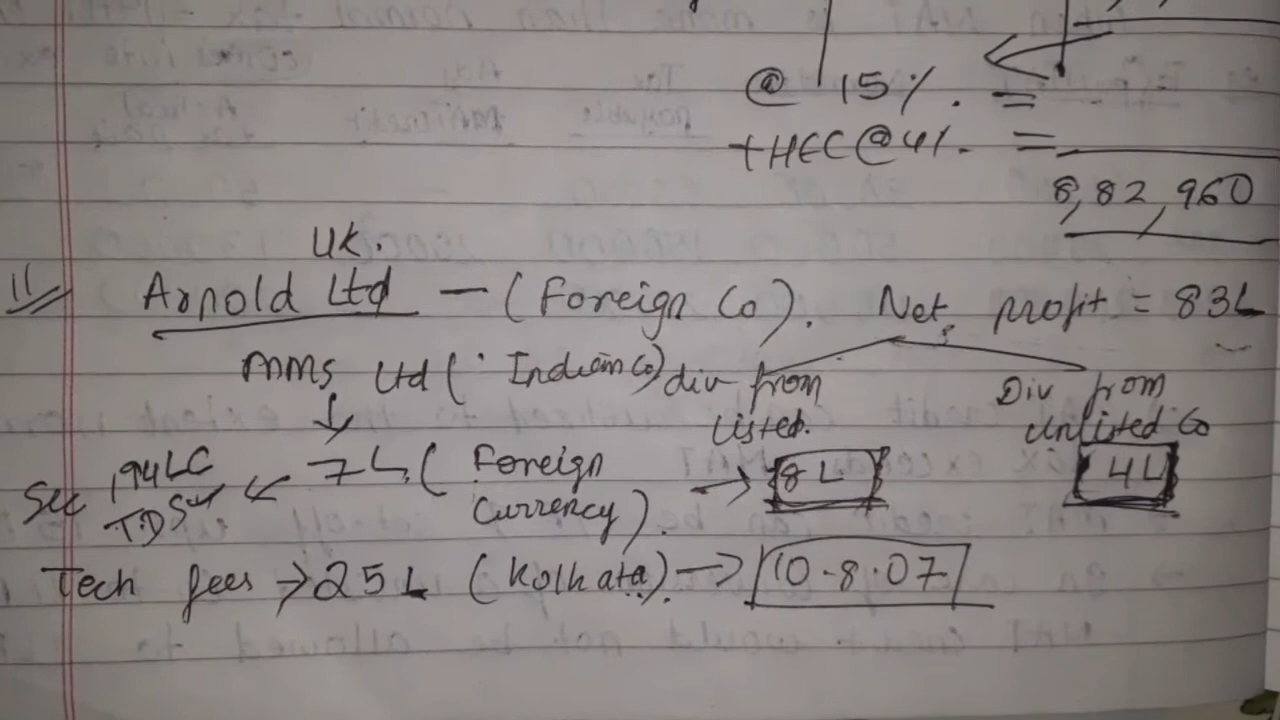 @ 15%. =
+HEC@4%. =
8,82,960
UK.
11 Arnold Ltd — (Foreign Co). Net profit = 83L
MMS Ltd ( Indian Co) div from Listed. Div from Unlisted Co
Sec 194LC TDS ← 7L ( Foreign Currency). → 8L 4L
Tech fees → 25L (Kolkata) → 10.8.07